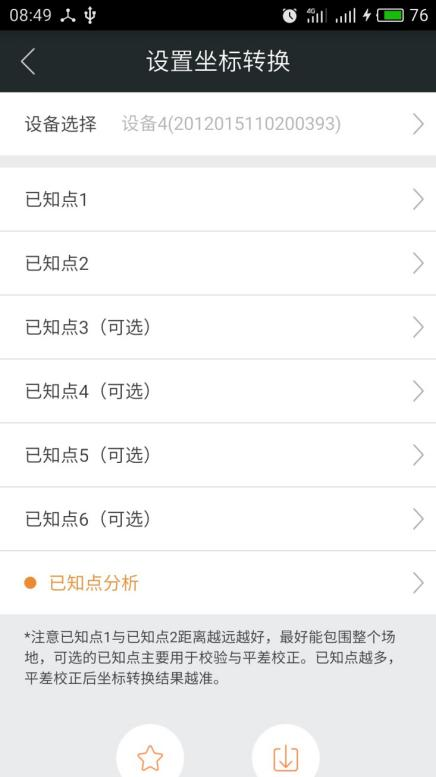 08:49 4G 76
设置坐标转换
设备选择 设备4(2012015110200393)
已知点1
已知点2
已知点3（可选）
已知点4（可选）
已知点5（可选）
已知点6（可选）
已知点分析
*注意已知点1与已知点2距离越远越好，最好能包围整个场
地，可选的已知点主要用于校验与平差校正。已知点越多，
平差校正后坐标转换结果越准。